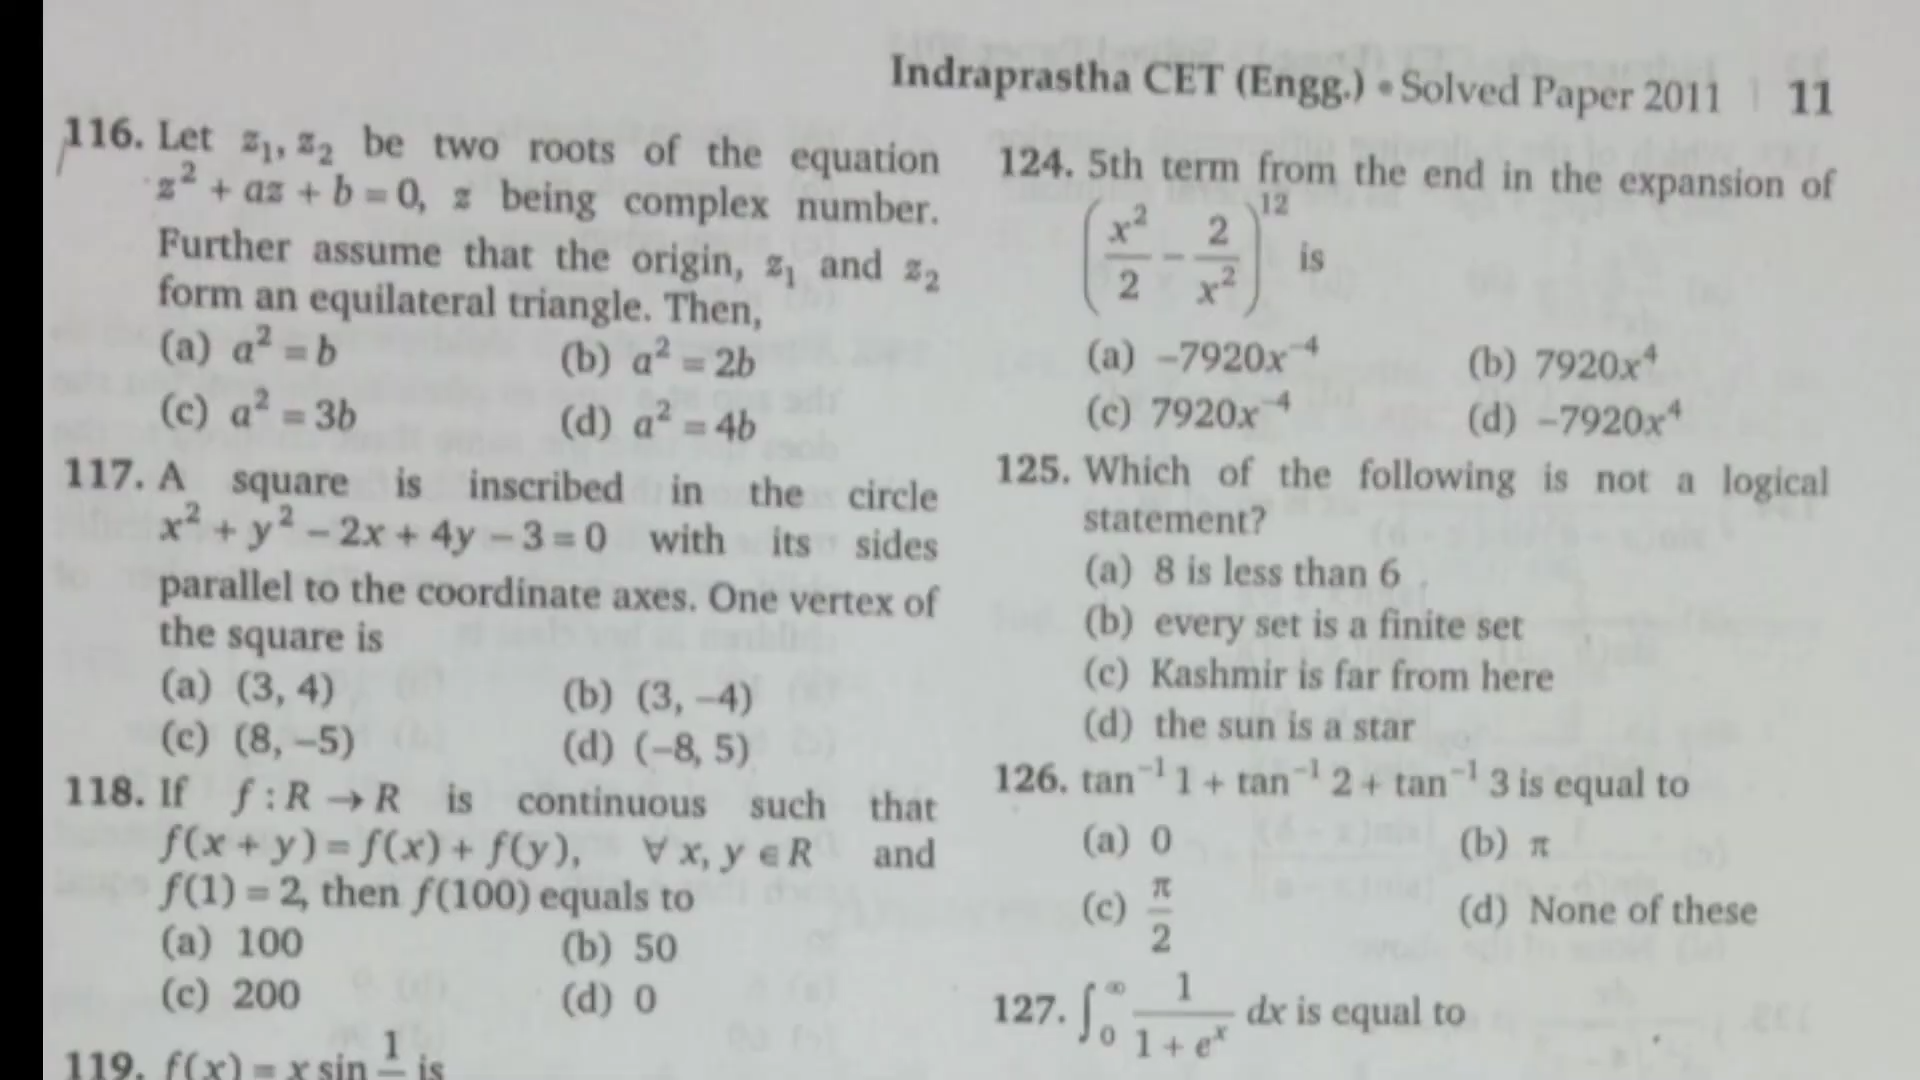 Indraprastha CET (Engg.) • Solved Paper 2011 | 11
116. Let z₁, z₂ be two roots of the equation
z² + az + b = 0, z being complex number.
Further assume that the origin, z₁ and z₂
form an equilateral triangle. Then,
(a) a² = b (b) a² = 2b
(c) a² = 3b (d) a² = 4b
117. A square is inscribed in the circle
x² + y² – 2x + 4y – 3 = 0 with its sides
parallel to the coordinate axes. One vertex of
the square is
(a) (3, 4) (b) (3, –4)
(c) (8, –5) (d) (–8, 5)
118. If f : R → R is continuous such that
f(x + y) = f(x) + f(y), ∀ x, y ∈ R and
f(1) = 2, then f(100) equals to
(a) 100 (b) 50
(c) 200 (d) 0
119. f(x) = x sin 1/ is
124. 5th term from the end in the expansion of
(x²/2 – 2/x²)¹² is
(a) –7920x⁻⁴ (b) 7920x⁴
(c) 7920x⁻⁴ (d) –7920x⁴
125. Which of the following is not a logical
statement?
(a) 8 is less than 6
(b) every set is a finite set
(c) Kashmir is far from here
(d) the sun is a star
126. tan⁻¹ 1 + tan⁻¹ 2 + tan⁻¹ 3 is equal to
(a) 0 (b) π
(c) π/2 (d) None of these
127. ∫₀^∞ 1/(1 + eˣ) dx is equal to